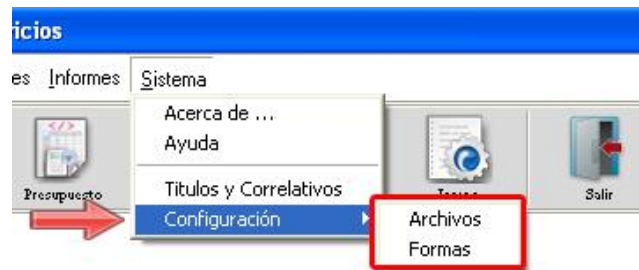 icios
es Informes Sistema
Acerca de ...
Ayuda
Titulos y Correlativos
Configuración
Archivos
Formas
Presupuesto
Salir